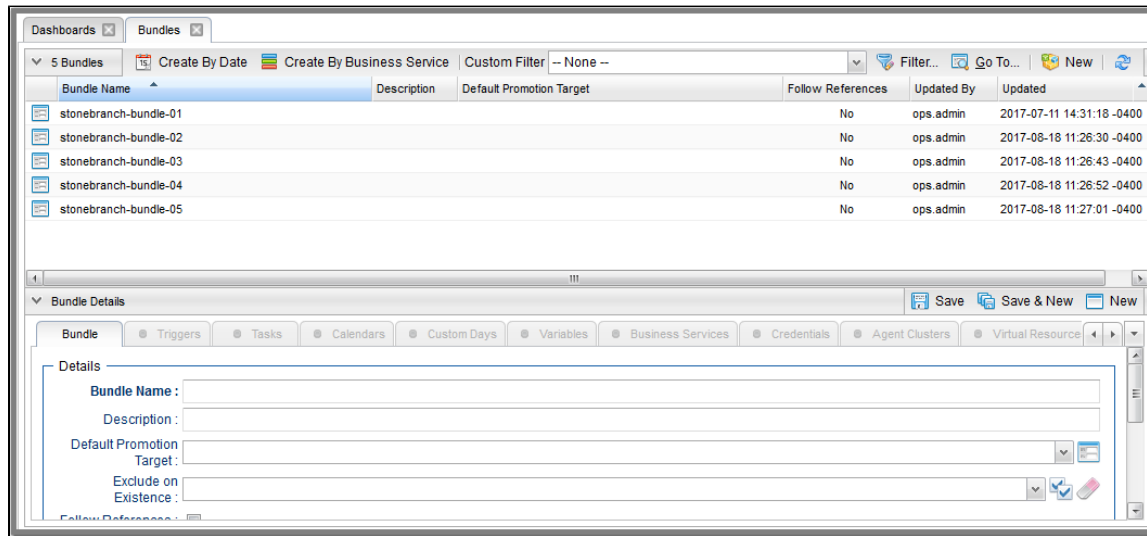 Dashboards Bundles
5 Bundles Create By Date Create By Business Service Custom Filter -- None -- Filter... Go To... New
Bundle Name Description Default Promotion Target Follow References Updated By Updated
stonebranch-bundle-01 No ops.admin 2017-07-11 14:31:18 -0400
stonebranch-bundle-02 No ops.admin 2017-08-18 11:26:30 -0400
stonebranch-bundle-03 No ops.admin 2017-08-18 11:26:43 -0400
stonebranch-bundle-04 No ops.admin 2017-08-18 11:26:52 -0400
stonebranch-bundle-05 No ops.admin 2017-08-18 11:27:01 -0400
Bundle Details Save Save & New New
Bundle Triggers Tasks Calendars Custom Days Variables Business Services Credentials Agent Clusters Virtual Resource
Details
Bundle Name :
Description :
Default Promotion
Target :
Exclude on
Existence :
Follow References :